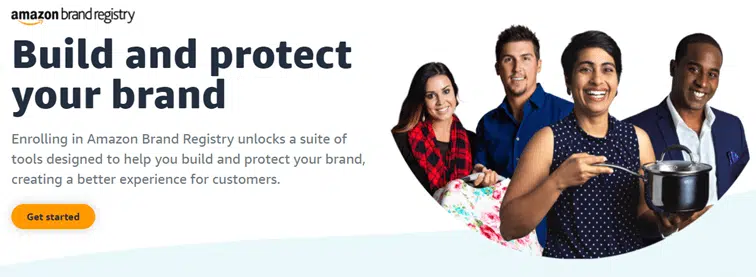 amazon brand registry
Build and protect
your brand
Enrolling in Amazon Brand Registry unlocks a suite of
tools designed to help you build and protect your brand,
creating a better experience for customers.
Get started